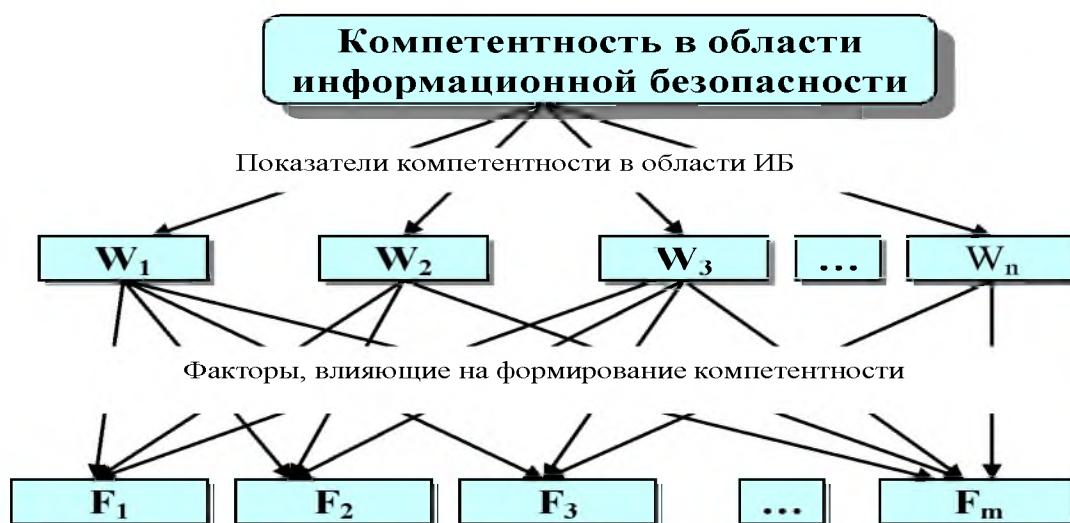 Компетентность в области
информационной безопасности
Показатели компетентности в области ИБ
W₁ W₂ W₃ ... Wₙ
Факторы, влияющие на формирование компетентности
F₁ F₂ F₃ ... Fₘ